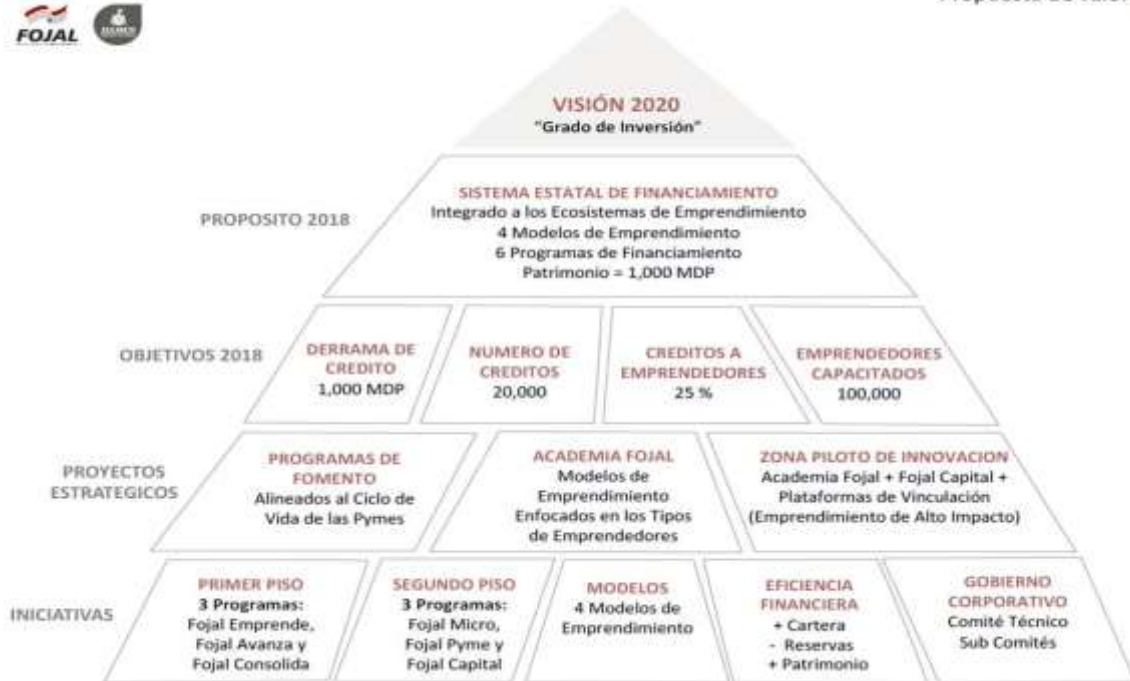 FOJAL
VISIÓN 2020
"Grado de Inversión"
PROPOSITO 2018
SISTEMA ESTATAL DE FINANCIAMIENTO
Integrado a los Ecosistemas de Emprendimiento
4 Modelos de Emprendimiento
6 Programas de Financiamiento
Patrimonio = 1,000 MDP
OBJETIVOS 2018
DERRAMA DE
CREDITO
1,000 MDP
NUMERO DE
CREDITOS
20,000
CREDITOS A
EMPRENDEDORES
25 %
EMPRENDEDORES
CAPACITADOS
100,000
PROYECTOS
ESTRATEGICOS
PROGRAMAS DE
FOMENTO
Alineados al Ciclo de
Vida de las Pymes
ACADEMIA FOJAL
Modelos de
Emprendimiento
Enfocados en los Tipos
de Emprendedores
ZONA PILOTO DE INNOVACION
Academia Fojal + Fojal Capital +
Plataformas de Vinculación
(Emprendimiento de Alto Impacto)
INICIATIVAS
PRIMER PISO
3 Programas:
Fojal Emprende,
Fojal Avanza y
Fojal Consolida
SEGUNDO PISO
3 Programas:
Fojal Micro,
Fojal Pyme y
Fojal Capital
MODELOS
4 Modelos de
Emprendimiento
EFICIENCIA
FINANCIERA
+ Cartera
- Reservas
+ Patrimonio
GOBIERNO
CORPORATIVO
Comité Técnico
Sub Comités